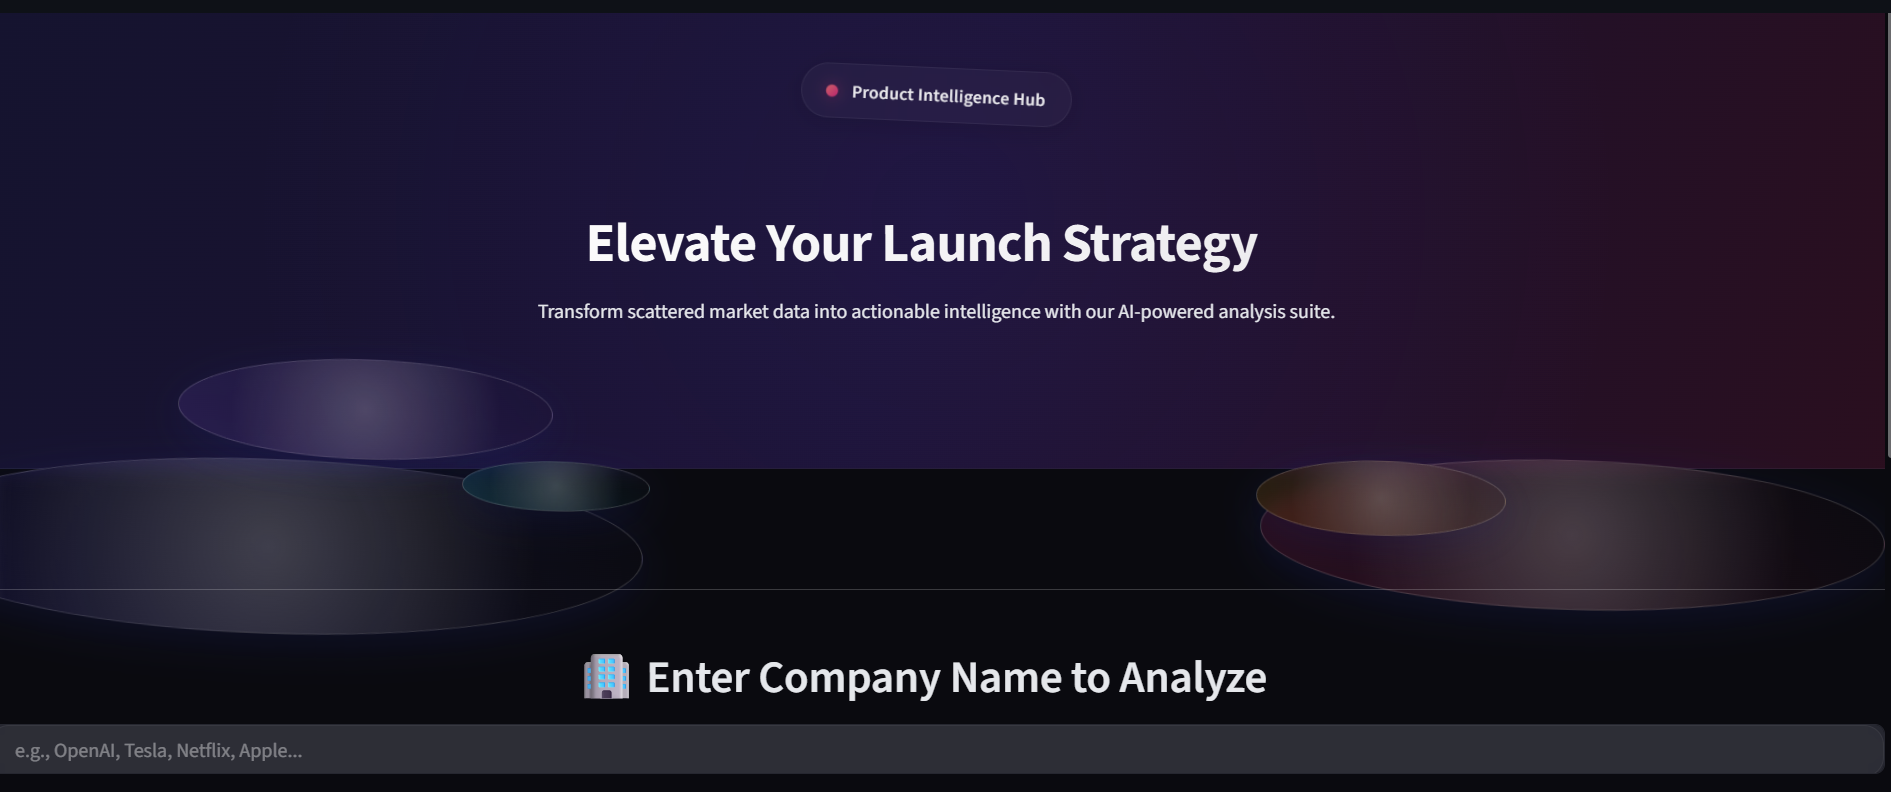 Product Intelligence Hub
Elevate Your Launch Strategy
Transform scattered market data into actionable intelligence with our AI-powered analysis suite.
🏢 Enter Company Name to Analyze
e.g., OpenAI, Tesla, Netflix, Apple...